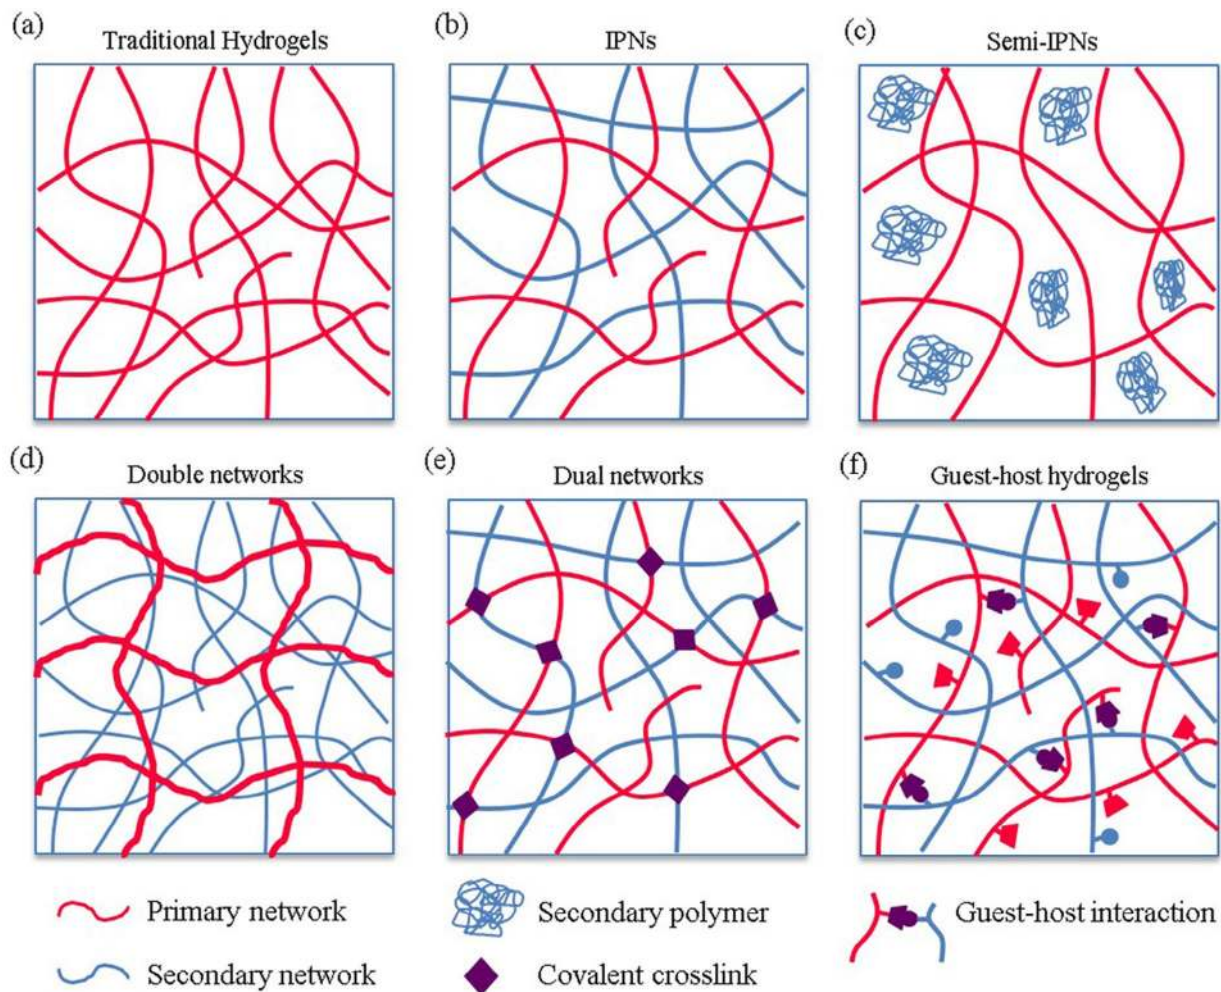 (a)
Traditional Hydrogels
(b)
IPNs
(c)
Semi-IPNs
(d)
Double networks
(e)
Dual networks
(f)
Guest-host hydrogels
Primary network
Secondary polymer
Guest-host interaction
Secondary network
Covalent crosslink